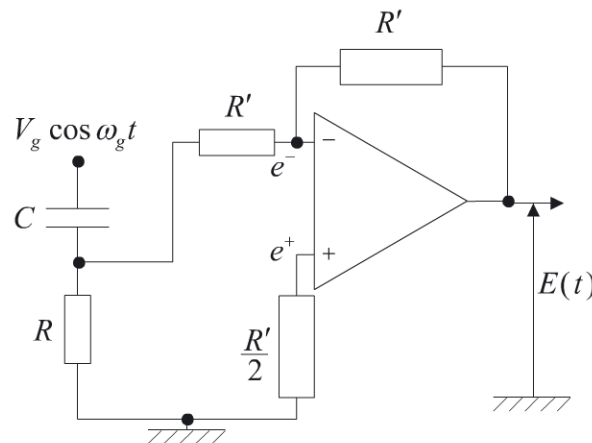 R′
V_g cos ω_g t
R′
e⁻
−
C
e⁺
+
E(t)
R
R′/2